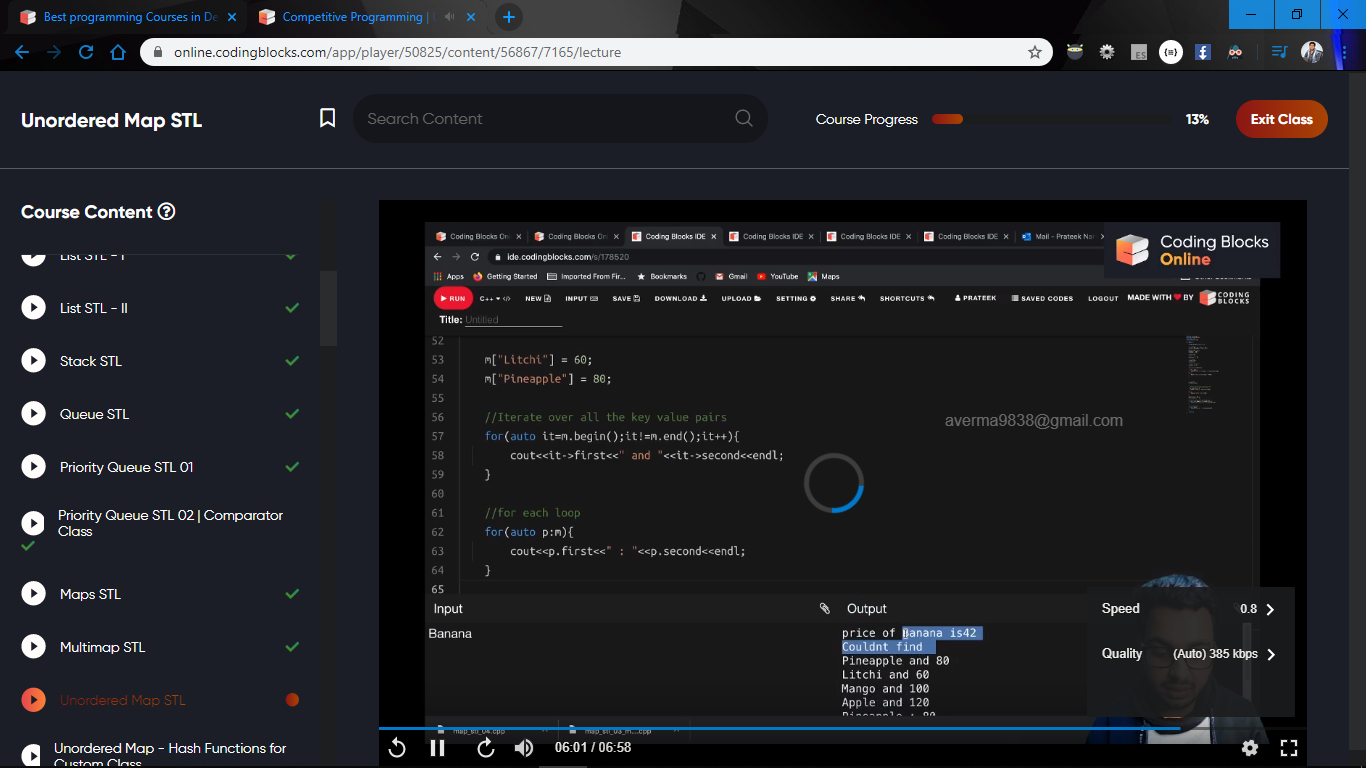 Best programming Courses in De
Competitive Programming |
online.codingblocks.com/app/player/50825/content/56867/7165/lecture
Unordered Map STL
Search Content
Course Progress
13%
Exit Class
Course Content
List STL - I
List STL - II
Stack STL
Queue STL
Priority Queue STL 01
Priority Queue STL 02 | Comparator
Class
Maps STL
Multimap STL
Unordered Map STL
Unordered Map - Hash Functions for
Custom Class
Coding Blocks On
Coding Blocks On
Coding Blocks IDE
Coding Blocks IDE
Coding Blocks IDE
Coding Blocks IDE
Mail - Prateek Nar
Coding Blocks
Online
ide.codingblocks.com/s/178520
Apps
Getting Started
Imported From Fir...
Bookmarks
Gmail
YouTube
Maps
RUN
C++
NEW
INPUT
SAVE
DOWNLOAD
UPLOAD
SETTING
SHARE
SHORTCUTS
PRATEEK
SAVED CODES
LOGOUT
MADE WITH
BY
CODING
BLOCKS
Title: Untitled
52
53 m["Litchi"] = 60;
54 m["Pineapple"] = 80;
55
56 //Iterate over all the key value pairs
57 for(auto it=m.begin();it!=m.end();it++){
58 cout<<it->first<<" and "<<it->second<<endl;
59 }
60
61 //for each loop
62 for(auto p:m){
63 cout<<p.first<<" : "<<p.second<<endl;
64 }
65
averma9838@gmail.com
Input
Output
Banana
price of Banana is42
Couldnt find
Pineapple and 80
Litchi and 60
Mango and 100
Apple and 120
Pineapple : 80
Speed
0.8
Quality
(Auto) 385 kbps
map_stl_04.cpp
06:01 / 06:58